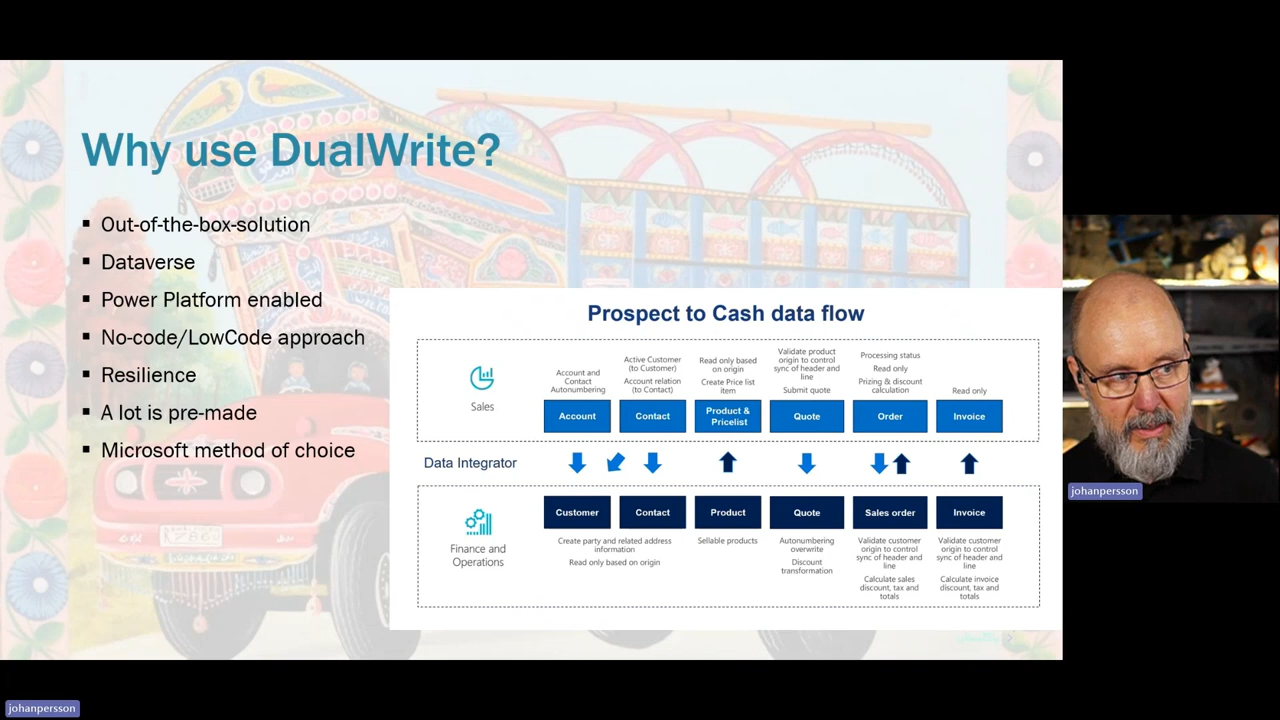 Why use DualWrite?
▪ Out-of-the-box-solution
▪ Dataverse
▪ Power Platform enabled
▪ No-code/LowCode approach
▪ Resilience
▪ A lot is pre-made
▪ Microsoft method of choice
Prospect to Cash data flow
Sales
Account and
Contact
Autonumbering
Account
Active Customer
(to Customer)
Account relation
(to Contact)
Contact
Read only based
on origin
Create Price list
item
Product &
Pricelist
Validate product
origin to control
sync of header and
line
Submit quote
Quote
Processing status
Read only
Prizing & discount
calculation
Order
Read only
Invoice
Data Integrator
Finance and
Operations
Customer
Contact
Create party and related address
information
Read only based on origin
Product
Sellable products
Quote
Autonumbering
overwrite
Discount
transformation
Sales order
Validate customer
origin to control
sync of header and
line
Calculate sales
discount, tax and
totals
Invoice
Validate customer
origin to control
sync of header and
line
Calculate invoice
discount, tax and
totals
johanpersson
johanpersson